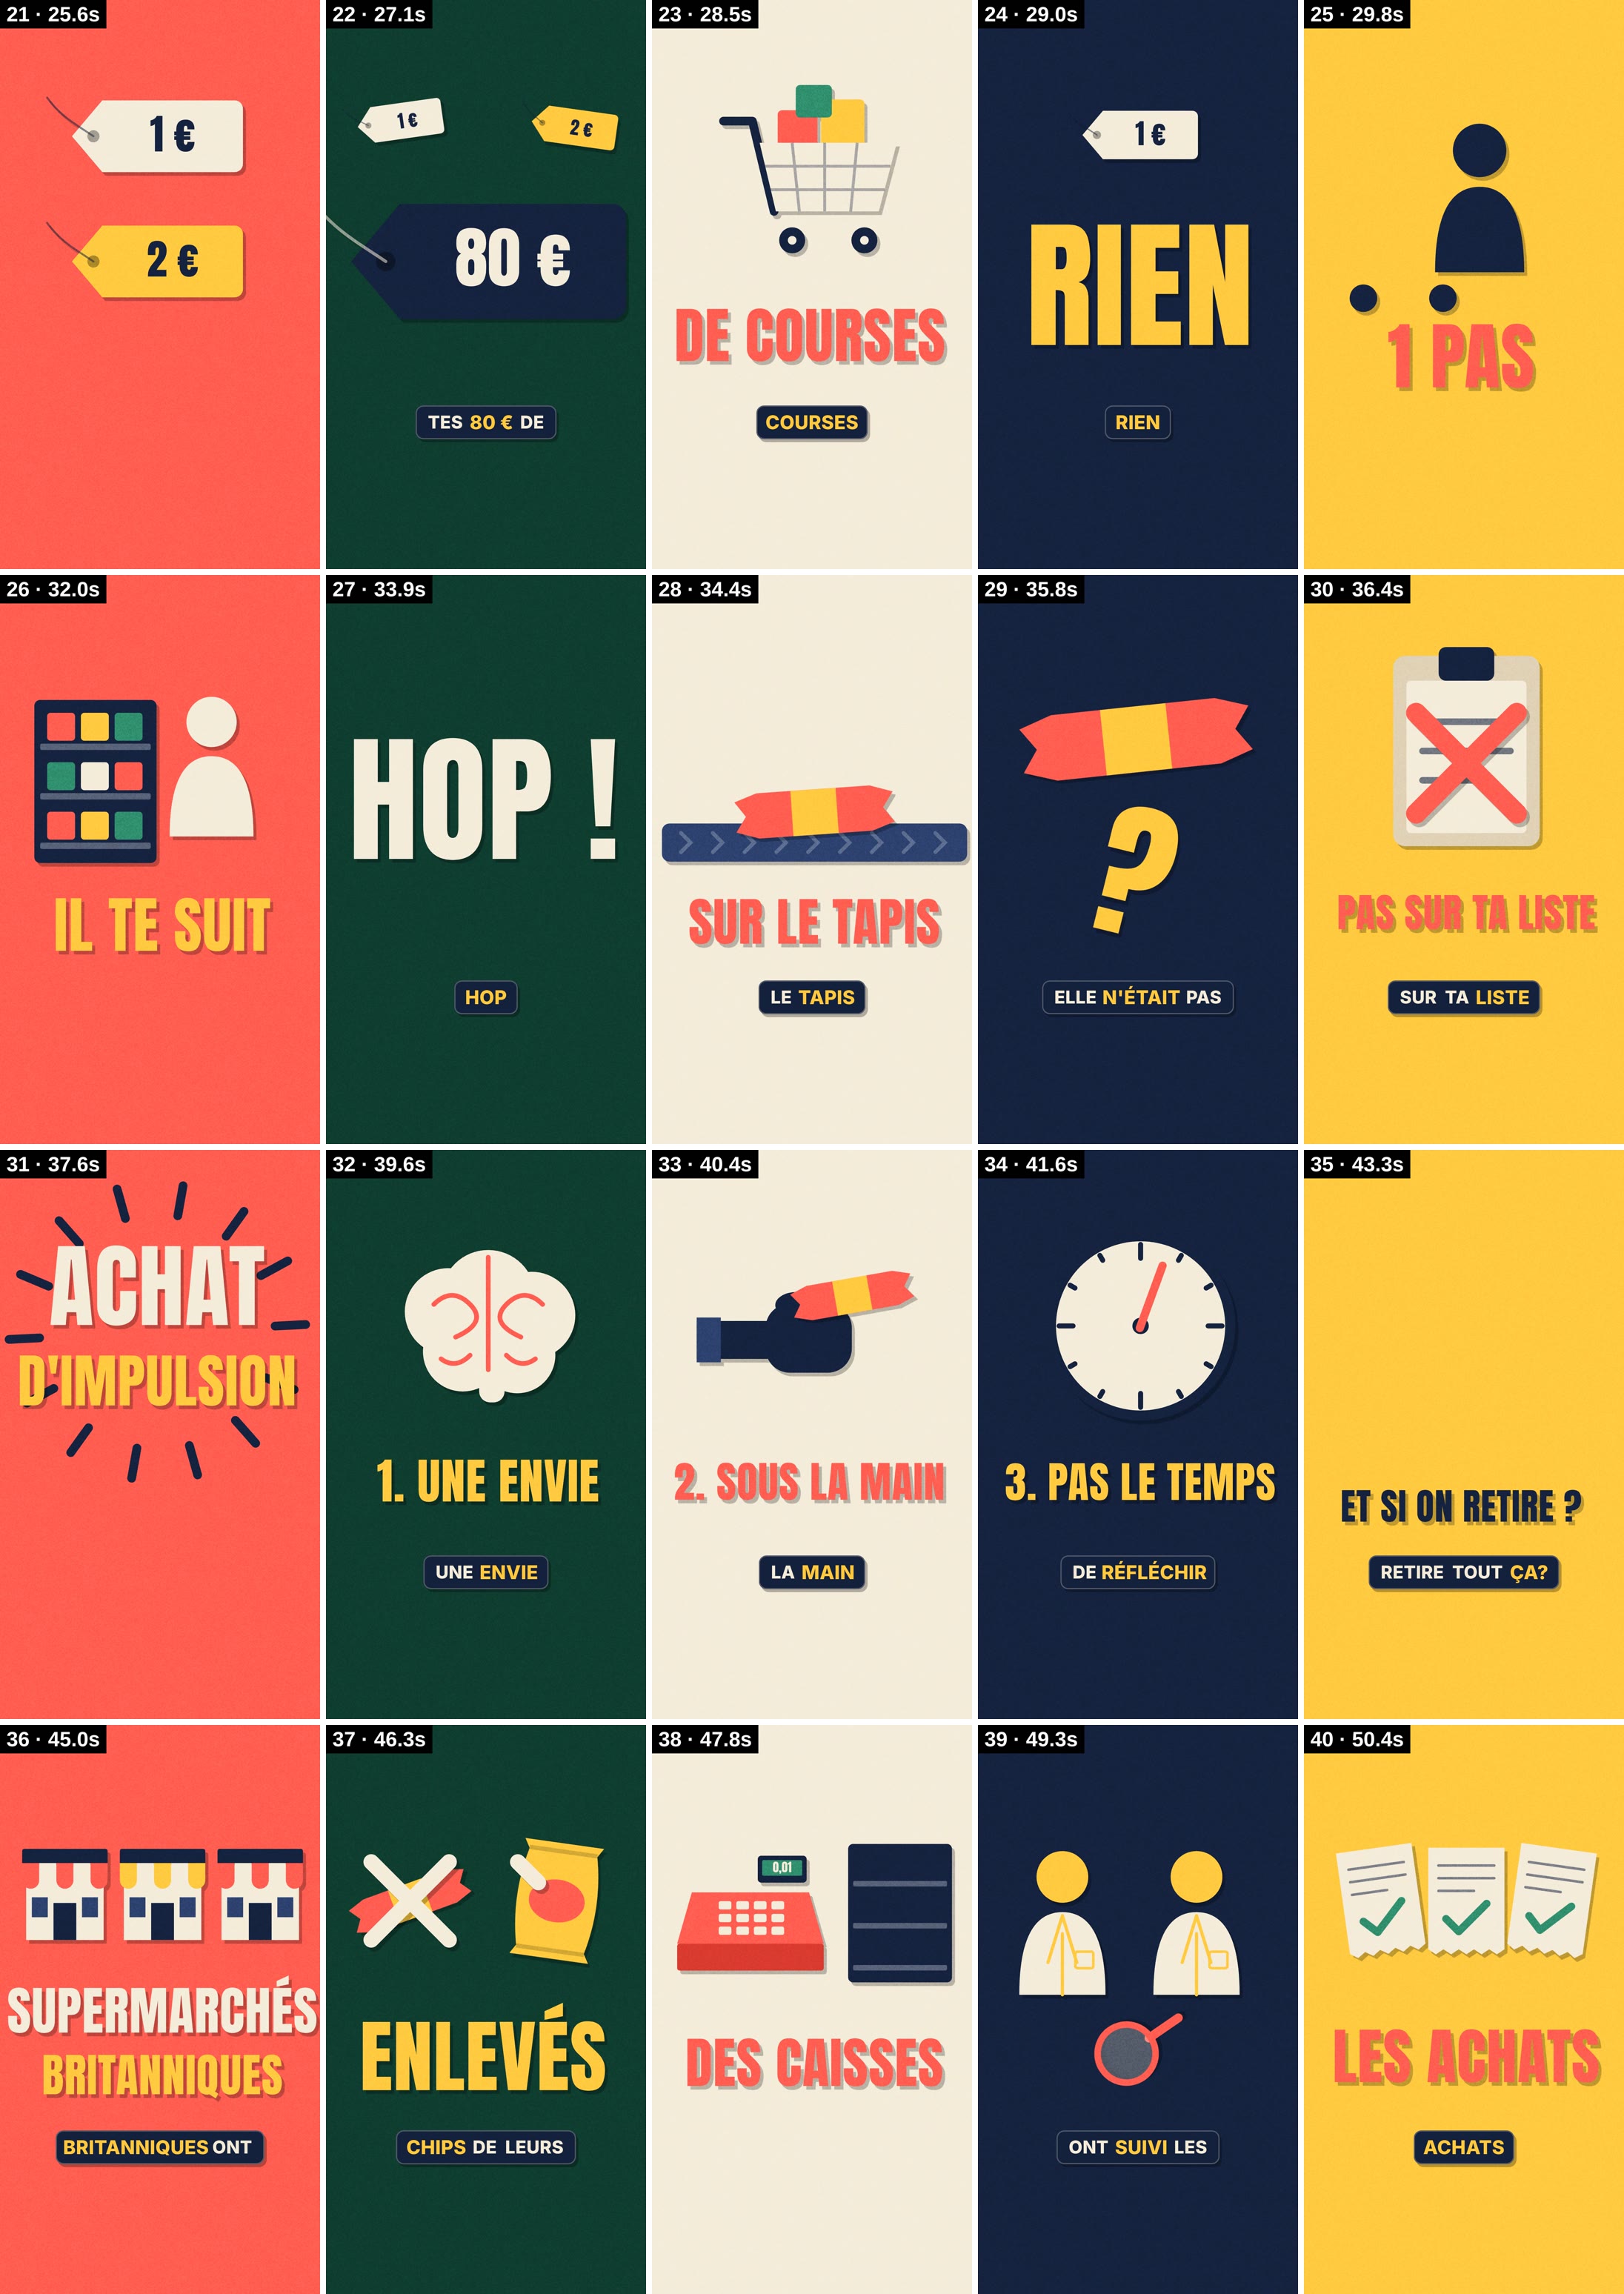 21 · 25.6s
1 €
2 €
22 · 27.1s
1 €
2 €
80 €
TES 80 € DE
23 · 28.5s
DE COURSES
COURSES
24 · 29.0s
1 €
RIEN
RIEN
25 · 29.8s
1 PAS
26 · 32.0s
IL TE SUIT
27 · 33.9s
HOP !
HOP
28 · 34.4s
SUR LE TAPIS
LE TAPIS
29 · 35.8s
?
ELLE N'ÉTAIT PAS
30 · 36.4s
PAS SUR TA LISTE
SUR TA LISTE
31 · 37.6s
ACHAT
D'IMPULSION
32 · 39.6s
1. UNE ENVIE
UNE ENVIE
33 · 40.4s
2. SOUS LA MAIN
LA MAIN
34 · 41.6s
3. PAS LE TEMPS
DE RÉFLÉCHIR
35 · 43.3s
ET SI ON RETIRE ?
RETIRE TOUT ÇA?
36 · 45.0s
SUPERMARCHÉS
BRITANNIQUES
BRITANNIQUES ONT
37 · 46.3s
ENLEVÉS
CHIPS DE LEURS
38 · 47.8s
0,01
DES CAISSES
39 · 49.3s
ONT SUIVI LES
40 · 50.4s
LES ACHATS
ACHATS